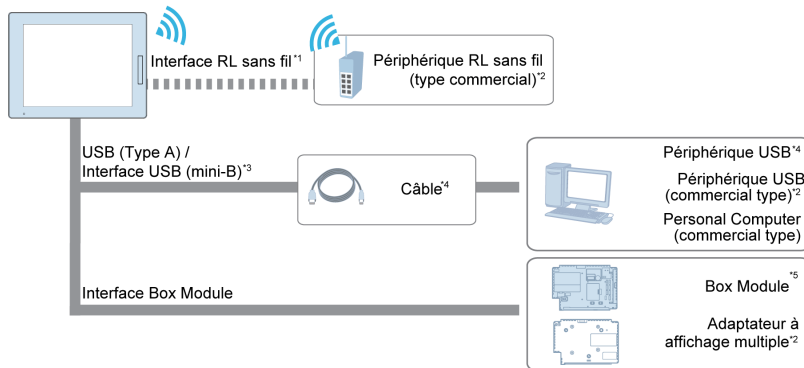 Interface RL sans fil*1
Périphérique RL sans fil
(type commercial)*2
USB (Type A) /
Interface USB (mini-B)*3
Câble*4
Périphérique USB*4
Périphérique USB
(commercial type)*2
Personal Computer
(commercial type)
Interface Box Module
Box Module*5
Adaptateur à
affichage multiple*2